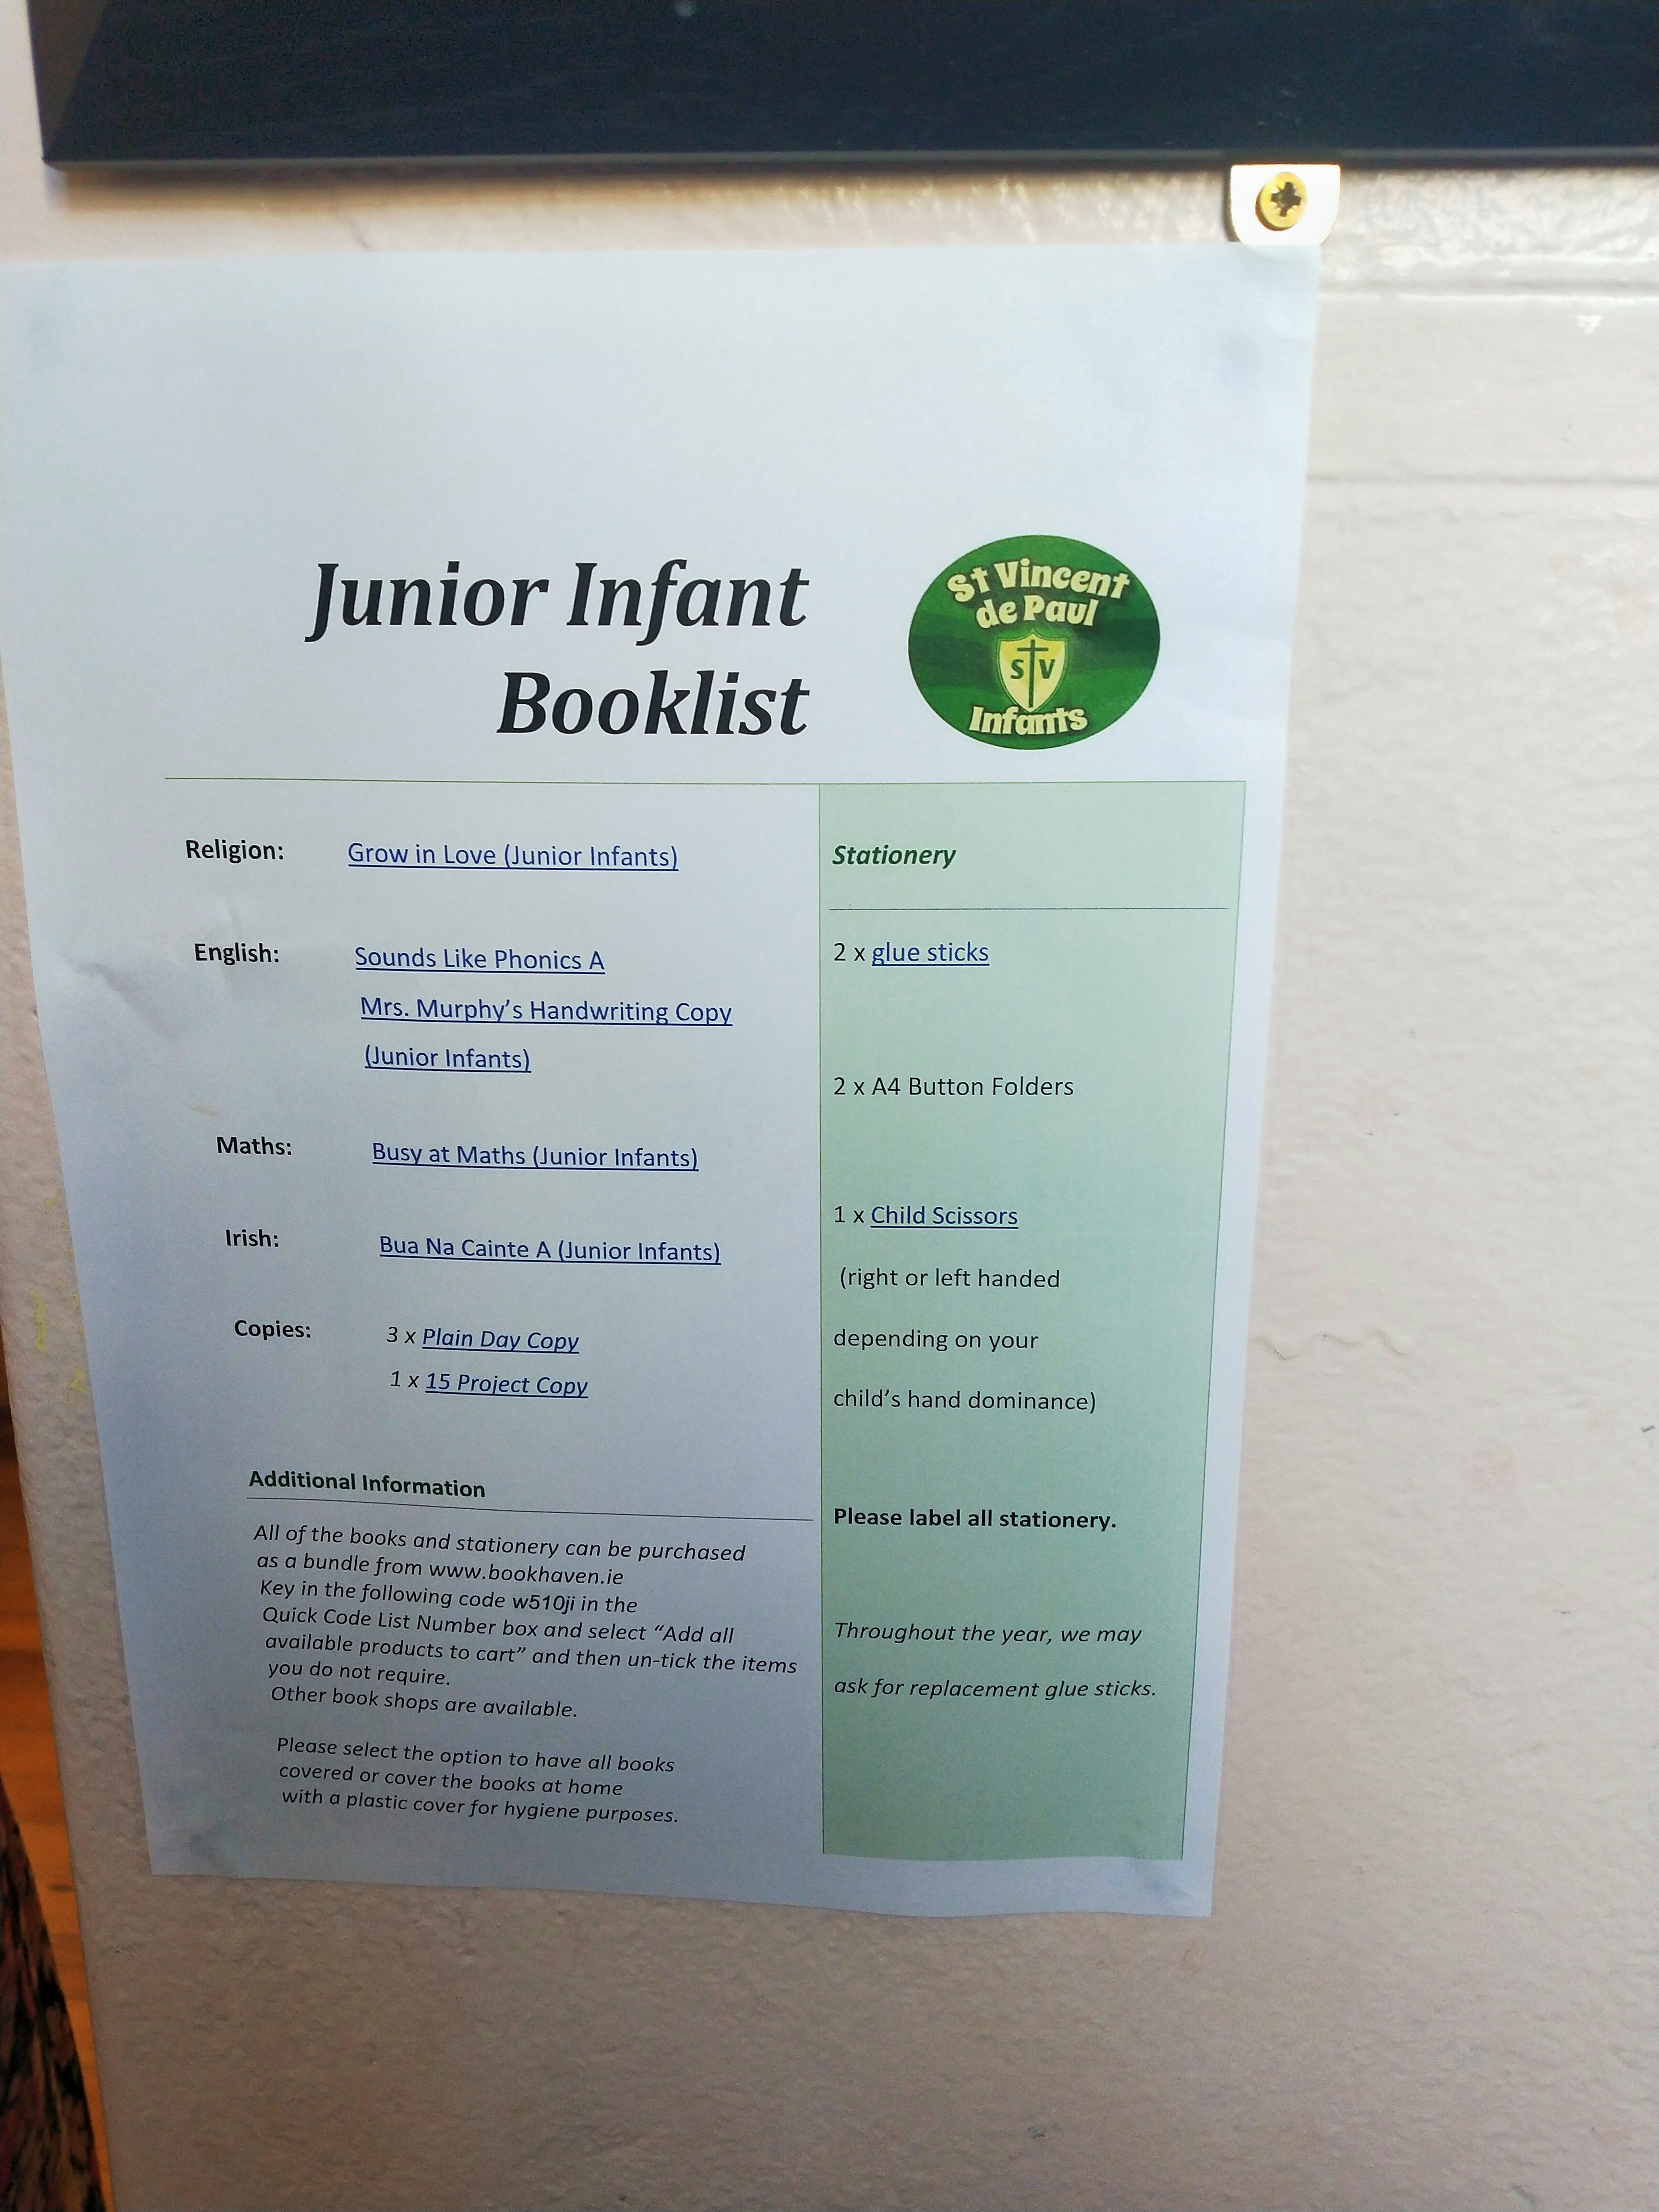 Junior Infant
Booklist
St Vincent
de Paul
S V
Infants
Religion: Grow in Love (Junior Infants)
English: Sounds Like Phonics A
Mrs. Murphy's Handwriting Copy
(Junior Infants)
Maths: Busy at Maths (Junior Infants)
Irish: Bua Na Cainte A (Junior Infants)
Copies: 3 x Plain Day Copy
1 x 15 Project Copy
Additional Information
All of the books and stationery can be purchased
as a bundle from www.bookhaven.ie
Key in the following code w510ji in the
Quick Code List Number box and select “Add all
available products to cart” and then un-tick the items
you do not require.
Other book shops are available.
Please select the option to have all books
covered or cover the books at home
with a plastic cover for hygiene purposes.
Stationery
2 x glue sticks
2 x A4 Button Folders
1 x Child Scissors
(right or left handed
depending on your
child's hand dominance)
Please label all stationery.
Throughout the year, we may
ask for replacement glue sticks.